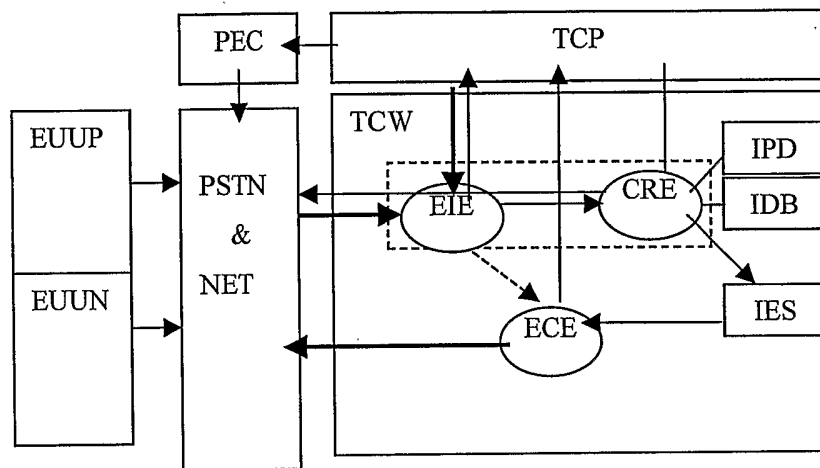 PEC
TCP
TCW
EUUP
IPD
PSTN
EIE
CRE
IDB
&
NET
EUUN
IES
ECE